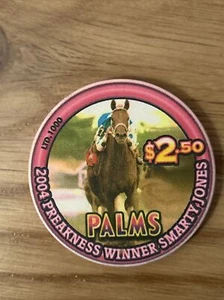 LTD.1000
$2.50
PALMS
2004 PREAKNESS WINNER SMARTY JONES